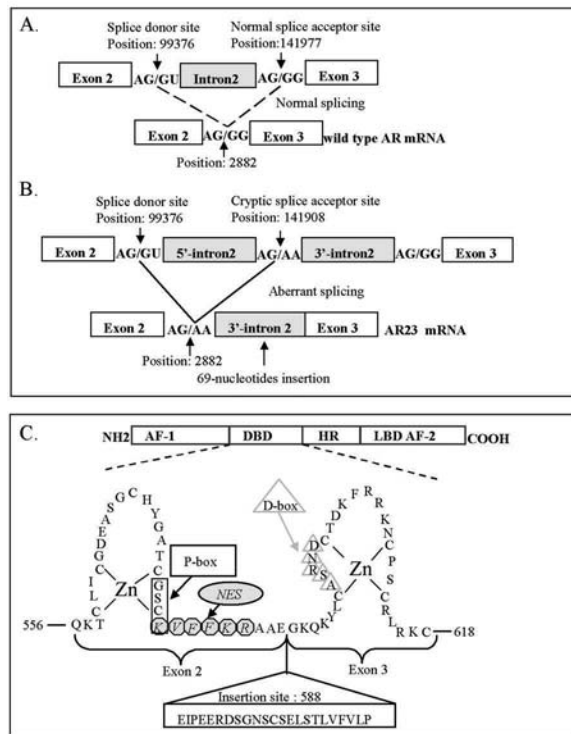 A.
Splice donor site
Position: 99376
Normal splice acceptor site
Position:141977
Exon 2 AG/GU Intron2 AG/GG Exon 3
Normal splicing
Exon 2 AG/GG Exon 3 wild type AR mRNA
Position: 2882
B.
Splice donor site
Position: 99376
Cryptic splice acceptor site
Position: 141908
Exon 2 AG/GU 5'-intron2 AG/AA 3'-intron2 AG/GG Exon 3
Aberrant splicing
Exon 2 AG/AA 3'-intron 2 Exon 3 AR23 mRNA
Position: 2882
69-nucleotides insertion
C.
NH2 AF-1 DBD HR LBD AF-2 COOH
D-box
P-box
NES
Zn
Zn
556 QKTCLICGDEASGCHYGATCGSCKVFFKRAAEGKQKYLCASRNDCTDKFRRKNCPSCRLRKC 618
Exon 2
Exon 3
Insertion site : 588
EIPEERDSGNSCSELSTLVFVLP